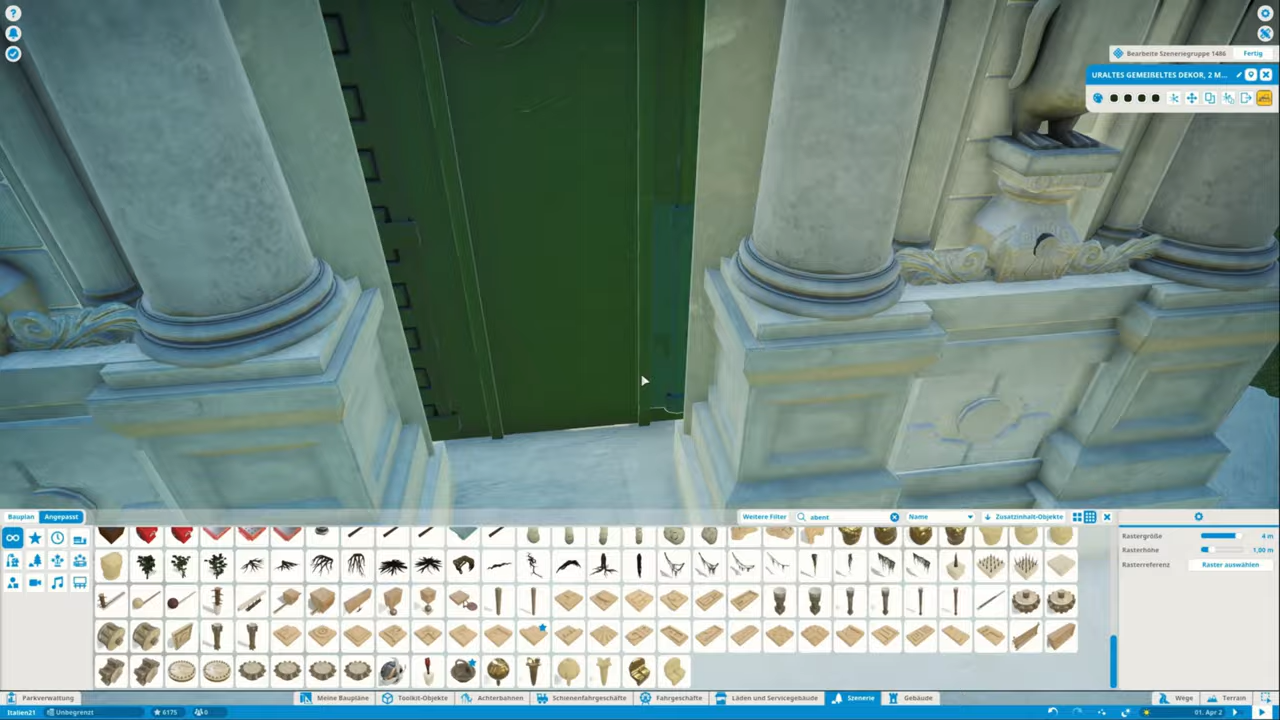 Bearbeite Szeneriegruppe 1486 Fertig
URALTES GEMEIßELTES DEKOR, 2 M...
Bauplan Angepasst Weitere Filter abent Name Zusatzinhalt-Objekte
Rastergröße 4 m
Rasterhöhe 1,00 m
Rasterreferenz Raster auswählen
Parkverwaltung Meine Baupläne Toolkit-Objekte Achterbahnen Schienenfahrgeschäfte Fahrgeschäfte Läden und Servicegebäude Szenerie Gebäude Wege Terrain
Italien21 Unbegrenzt 6175 0 01. Apr 2